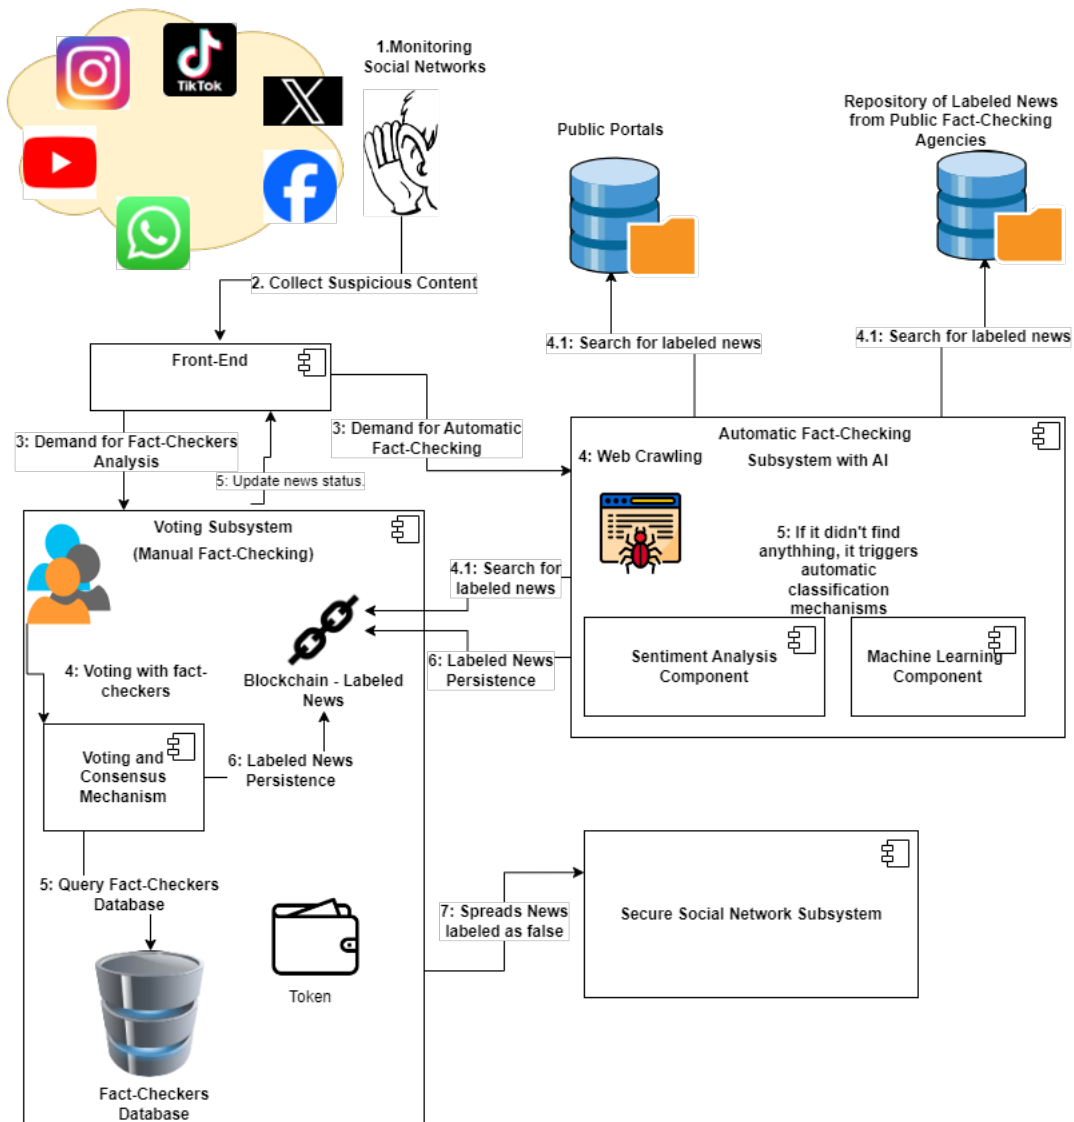 TikTok
1.Monitoring
Social Networks
Public Portals
Repository of Labeled News
from Public Fact-Checking
Agencies
2. Collect Suspicious Content
4.1: Search for labeled news
4.1: Search for labeled news
Front-End
3: Demand for Fact-Checkers
Analysis
3: Demand for Automatic
Fact-Checking
5: Update news status.
Automatic Fact-Checking
Subsystem with AI
4: Web Crawling
5: If it didn't find
anythhing, it triggers
automatic
classification
mechanisms
Voting Subsystem
(Manual Fact-Checking)
4.1: Search for
labeled news
Sentiment Analysis
Component
Machine Learning
Component
6: Labeled News
Persistence
4: Voting with fact-
checkers
Blockchain - Labeled
News
Voting and
Consensus
Mechanism
6: Labeled News
Persistence
5: Query Fact-Checkers
Database
7: Spreads News
labeled as false
Secure Social Network Subsystem
Token
Fact-Checkers
Database